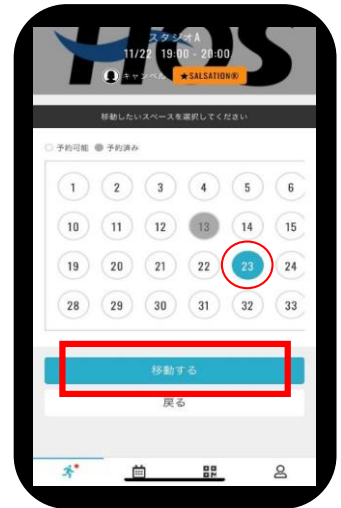 HOS
スタジオA
11/22 19:00 - 20:00
キャンベル ★SALSATION®
移動したいスペースを選択してください
予約可能 予約済み
1 2 3 4 5 6
10 11 12 13 14 15
19 20 21 22 23 24
28 29 30 31 32 33
移動する
戻る